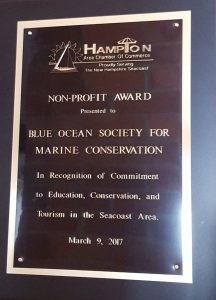 HAMPTON
Area Chamber Of Commerce
Proudly Serving
The New Hampshire Seacoast
NON-PROFIT AWARD
Presented to
BLUE OCEAN SOCIETY FOR
MARINE CONSERVATION
In Recognition of Commitment
to Education, Conservation, and
Tourism in the Seacoast Area.
March 9, 2017